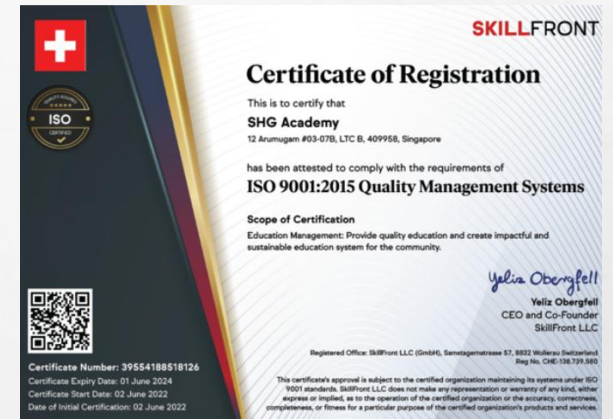 SKILLFRONT
Certificate of Registration
This is to certify that
SHG Academy
12 Arumugam #03-07B, LTC B, 409958, Singapore
has been attested to comply with the requirements of
ISO 9001:2015 Quality Management Systems
Scope of Certification
Education Management: Provide quality education and create impactful and
sustainable education system for the community.
Yeliz Obergfell
Yeliz Obergfell
CEO and Co-Founder
SkillFront LLC
Registered Office: SkillFront LLC (GmbH), Samstagernstrasse 57, 8832 Wollerau Switzerland
Reg No. CHE-138.739.580
This certificate's approval is subject to the certified organization maintaining its systems under ISO
9001 standards. SkillFront LLC does not make any representation or warranty of any kind, either
express or implied, as to the operation of the certified organization or the accuracy, correctness,
completeness, or fitness for a particular purpose of the certified organization's products and services.
QUALITY ASSURED
ISO
CERTIFIED
Certificate Number: 39554188518126
Certificate Expiry Date: 01 June 2024
Certificate Start Date: 02 June 2022
Date of Initial Certification: 02 June 2022